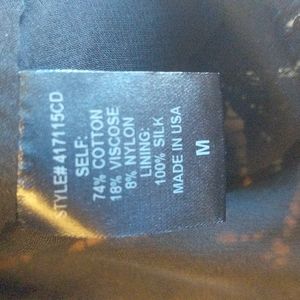 STYLE# 417115CD
SELF:
74% COTTON
18% VISCOSE
8% NYLON
LINING:
100% SILK
MADE IN USA
M